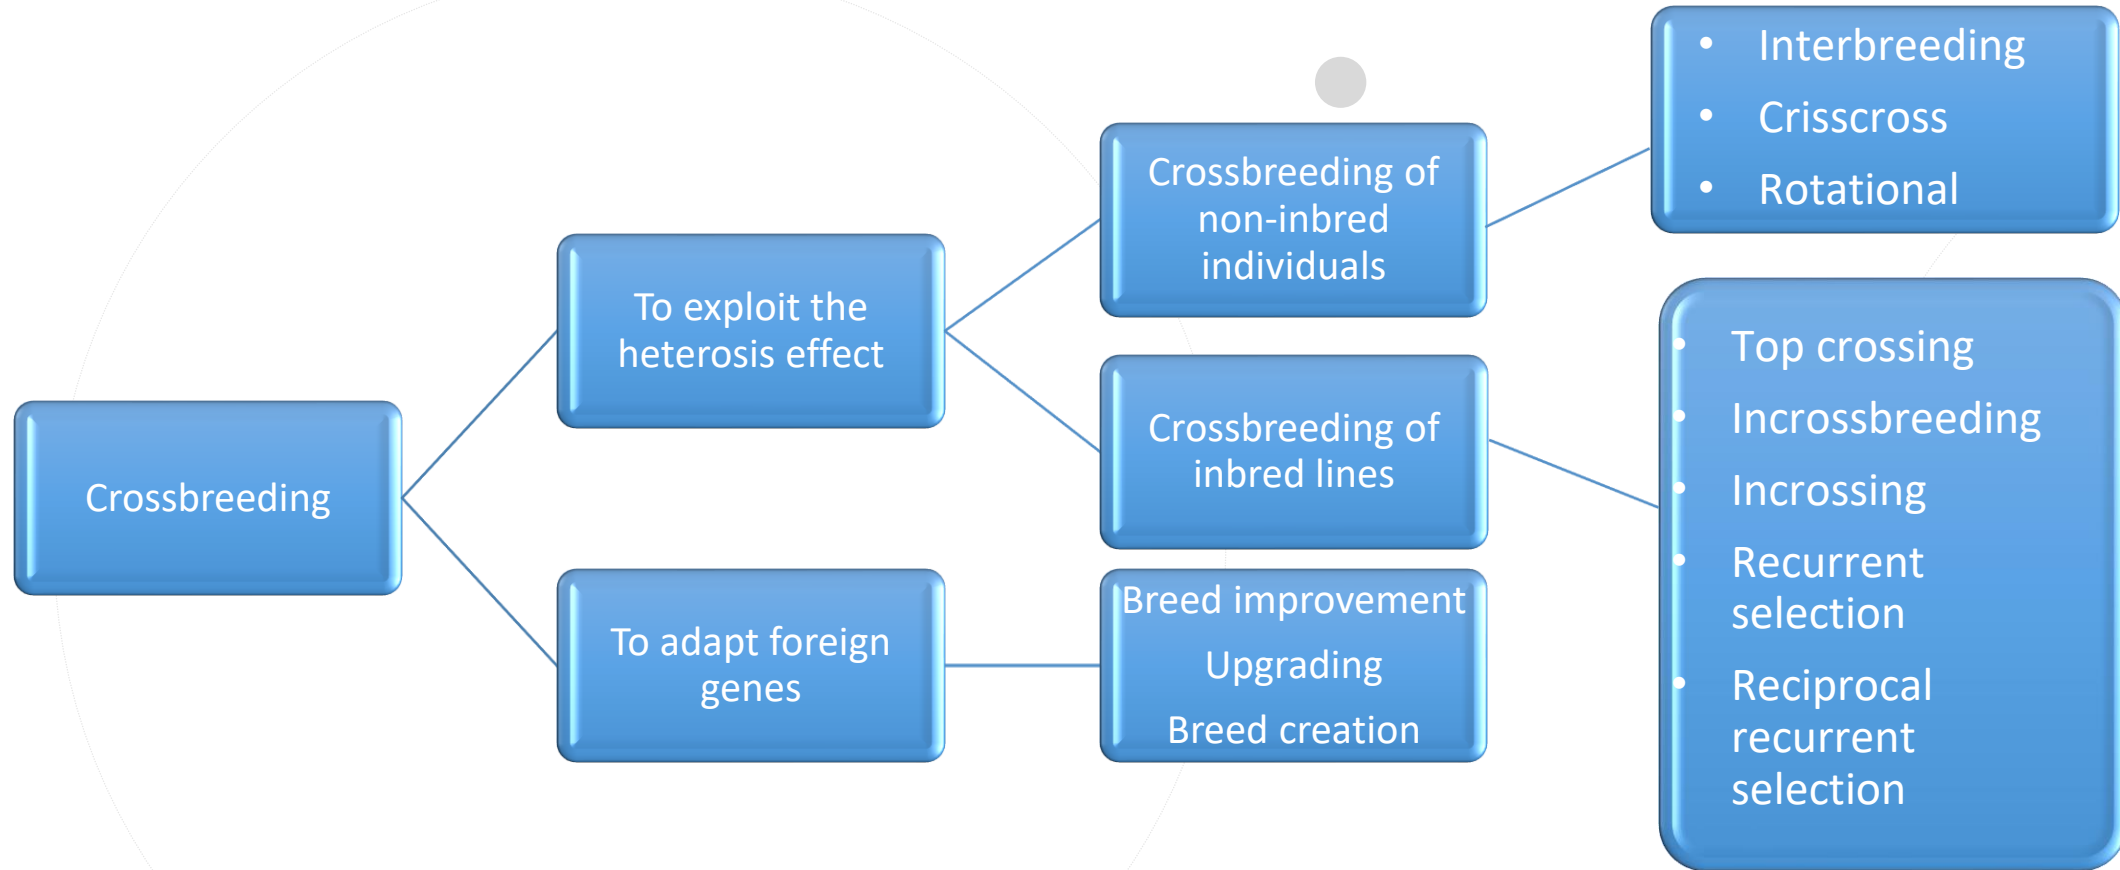 Crossbreeding
To exploit the
heterosis effect
To adapt foreign
genes
Crossbreeding of
non-inbred
individuals
Crossbreeding of
inbred lines
Breed improvement
Upgrading
Breed creation
• Interbreeding
• Crisscross
• Rotational
• Top crossing
• Incrossbreeding
• Incrossing
• Recurrent
selection
• Reciprocal
recurrent
selection